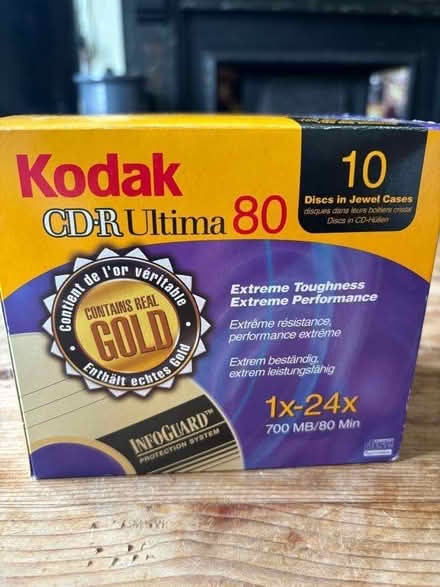 Kodak
CD-R Ultima 80
10
Discs in Jewel Cases
disques dans leurs boîtiers cristal
Discs in CD-Hüllen
Contient de l'or véritable
CONTAINS REAL
GOLD
Enthält echtes Gold
Extreme Toughness
Extreme Performance
Extrême résistance,
performance extrême
Extrem beständig,
extrem leistungsfähig
1x-24x
700 MB/80 Min
INFOGUARD™
PROTECTION SYSTEM